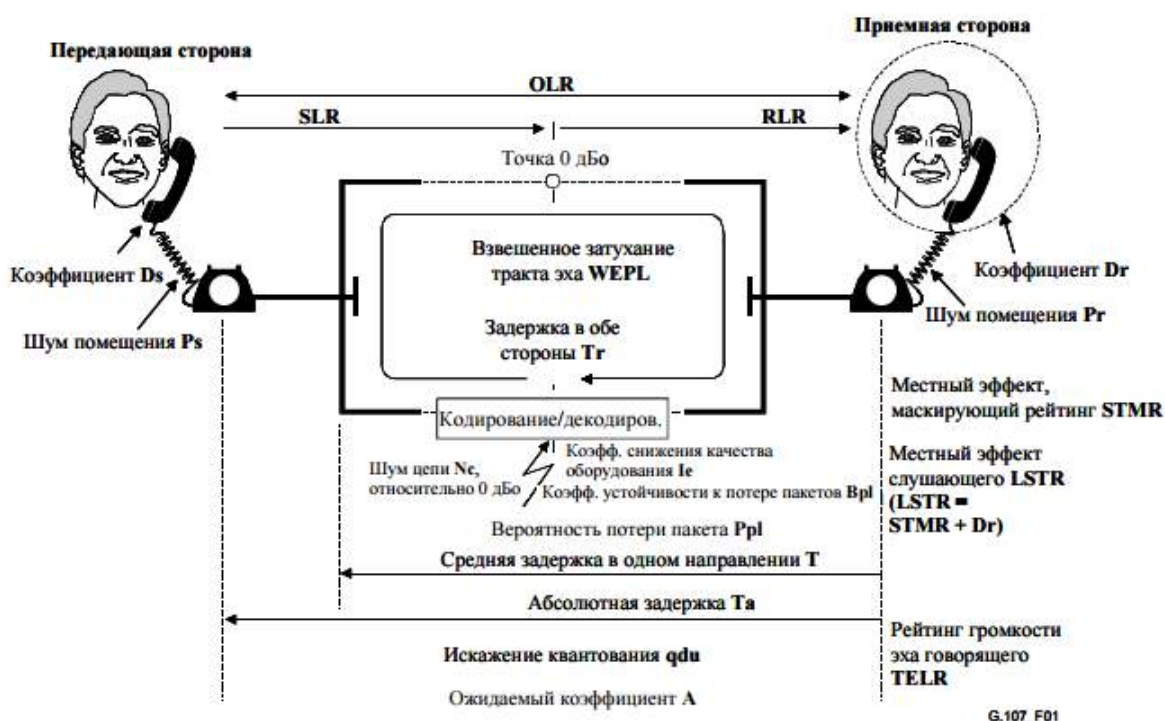 Передающая сторона
Приемная сторона
OLR
SLR
RLR
Точка 0 дБо
Взвешенное затухание
тракта эха WEPL
Коэффициент Ds
Коэффициент Dr
Шум помещения Ps
Шум помещения Pr
Задержка в обе
стороны Tr
Местный эффект,
маскирующий рейтинг STMR
Кодирование/декодиров.
Шум цепи Nc,
относительно 0 дБо
Коэфф. снижения качества
оборудования Ie
Коэфф. устойчивости к потере пакетов Bpl
Местный эффект
слушающего LSTR
(LSTR =
STMR + Dr)
Вероятность потери пакета Ppl
Средняя задержка в одном направлении T
Абсолютная задержка Ta
Рейтинг громкости
эха говорящего
TELR
Искажение квантования qdu
Ожидаемый коэффициент A
G.107_F01